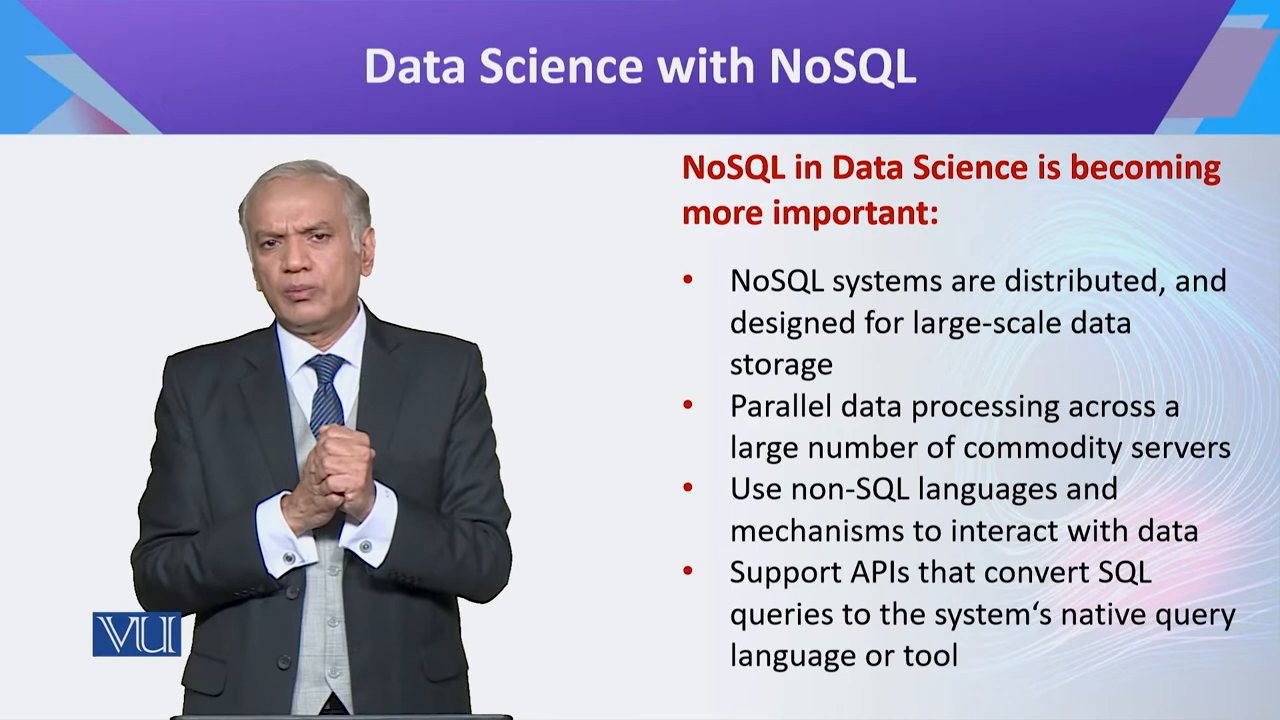 Data Science with NoSQL
NoSQL in Data Science is becoming
more important:
• NoSQL systems are distributed, and
designed for large-scale data
storage
• Parallel data processing across a
large number of commodity servers
• Use non-SQL languages and
mechanisms to interact with data
• Support APIs that convert SQL
queries to the system‘s native query
language or tool
VU